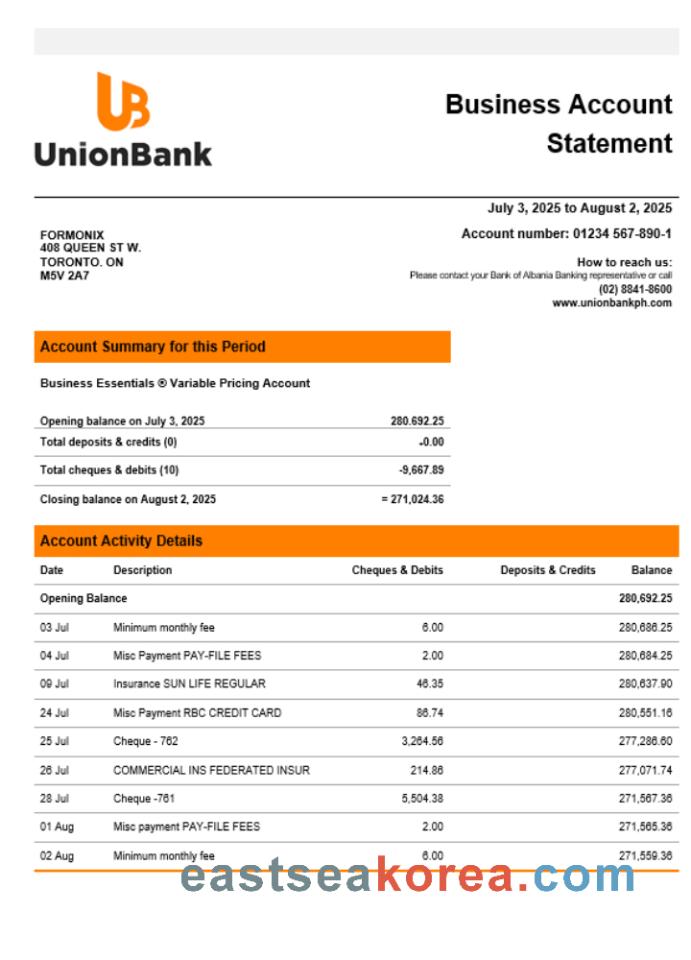 UB
UnionBank
Business Account
Statement
July 3, 2025 to August 2, 2025
FORMONIX
408 QUEEN ST W.
TORONTO. ON
M5V 2A7
Account number: 01234 567-890-1
How to reach us:
Please contact your Bank of Albania Banking representative or call
(02) 8841-8600
www.unionbankph.com
Account Summary for this Period
Business Essentials ® Variable Pricing Account
Opening balance on July 3, 2025 280.692.25
Total deposits & credits (0) -0.00
Total cheques & debits (10) -9,667.89
Closing balance on August 2, 2025 = 271,024.36
Account Activity Details
Date Description Cheques & Debits Deposits & Credits Balance
Opening Balance 280,692.25
03 Jul Minimum monthly fee 6.00 280,686.25
04 Jul Misc Payment PAY-FILE FEES 2.00 280,684.25
09 Jul Insurance SUN LIFE REGULAR 46.35 280,637.90
24 Jul Misc Payment RBC CREDIT CARD 86.74 280,551.16
25 Jul Cheque - 762 3,264.56 277,286.60
26 Jul COMMERCIAL INS FEDERATED INSUR 214.86 277,071.74
28 Jul Cheque -761 5,504.38 271,567.36
01 Aug Misc payment PAY-FILE FEES 2.00 271,565.36
02 Aug Minimum monthly fee 6.00 271,559.36
eastseakorea.com